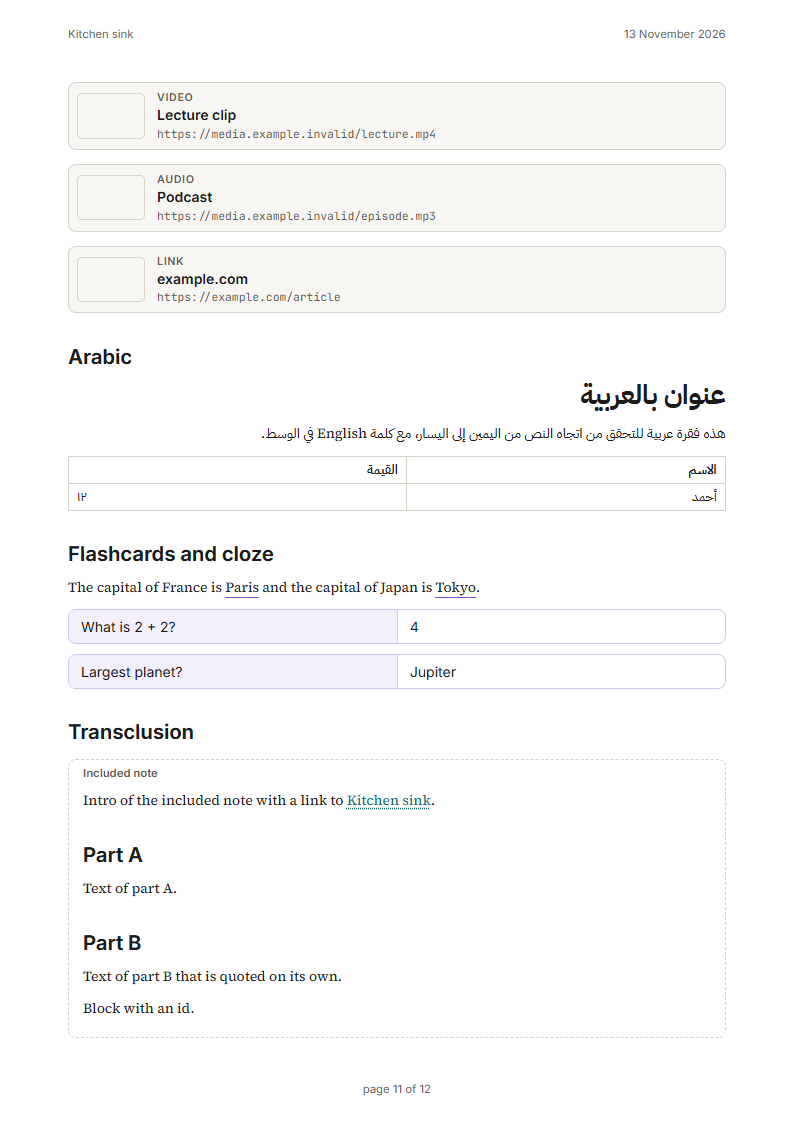 Kitchen sink
13 November 2026
VIDEO
Lecture clip
https://media.example.invalid/lecture.mp4
AUDIO
Podcast
https://media.example.invalid/episode.mp3
LINK
example.com
https://example.com/article
Arabic
عنوان بالعربية
هذه فقرة عربية للتحقق من اتجاه النص من اليمين إلى اليسار، مع كلمة English في الوسط.
الاسم القيمة
أحمد ١٢
Flashcards and cloze
The capital of France is Paris and the capital of Japan is Tokyo.
What is 2 + 2? 4
Largest planet? Jupiter
Transclusion
Included note
Intro of the included note with a link to Kitchen sink.
Part A
Text of part A.
Part B
Text of part B that is quoted on its own.
Block with an id.
page 11 of 12